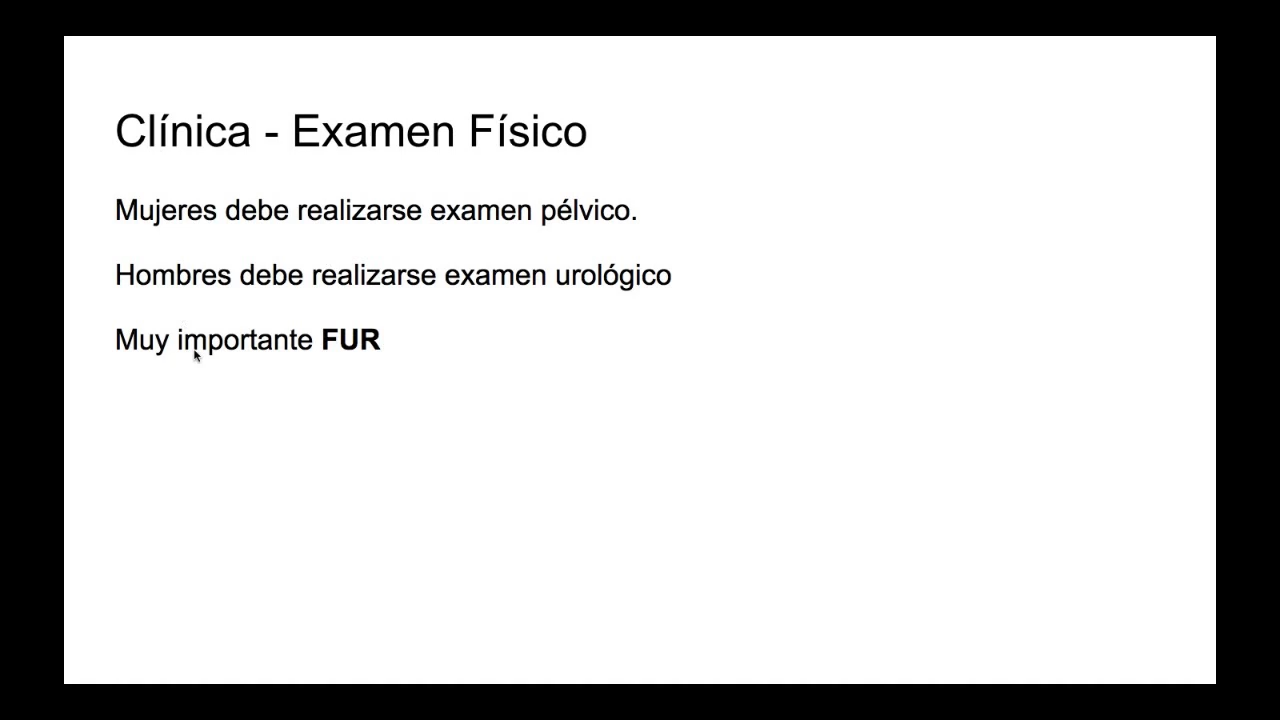 Clínica - Examen Físico
Mujeres debe realizarse examen pélvico.
Hombres debe realizarse examen urológico
Muy importante FUR